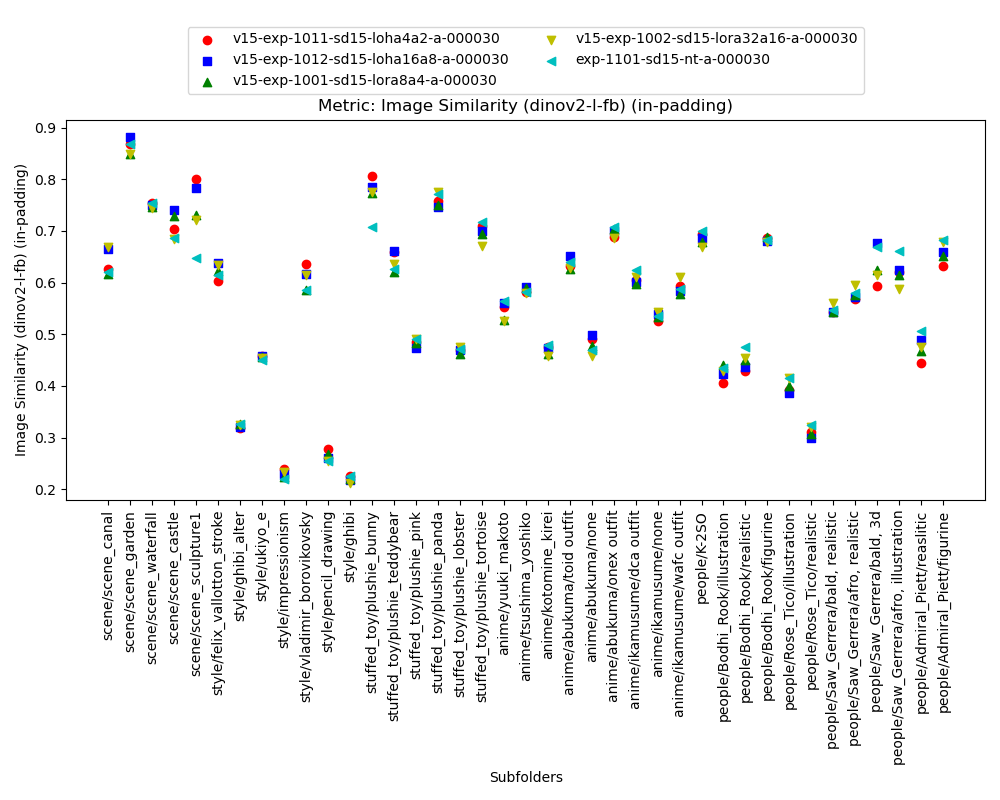 v15-exp-1011-sd15-loha4a2-a-000030
v15-exp-1012-sd15-loha16a8-a-000030
v15-exp-1001-sd15-lora8a4-a-000030
v15-exp-1002-sd15-lora32a16-a-000030
exp-1101-sd15-nt-a-000030
Metric: Image Similarity (dinov2-l-fb) (in-padding)
Image Similarity (dinov2-l-fb) (in-padding)
0.9
0.8
0.7
0.6
0.5
0.4
0.3
0.2
scene/scene_canal
scene/scene_garden
scene/scene_waterfall
scene/scene_castle
scene/scene_sculpture1
style/felix_vallotton_stroke
style/ghibli_alter
style/ukiyo_e
style/impressionism
style/vladimir_borovikovsky
style/pencil_drawing
style/ghibi
stuffed_toy/plushie_bunny
stuffed_toy/plushie_teddybear
stuffed_toy/plushie_pink
stuffed_toy/plushie_panda
stuffed_toy/plushie_lobster
stuffed_toy/plushie_tortoise
anime/yuuki_makoto
anime/tsushima_yoshiko
anime/kotomine_kirei
anime/abukuma/toid outfit
anime/abukuma/none
anime/abukuma/onex outfit
anime/ikamusume/dca outfit
anime/ikamusume/none
anime/ikamusume/wafc outfit
people/K-2SO
people/Bodhi_Rook/illustration
people/Bodhi_Rook/realistic
people/Bodhi_Rook/figurine
people/Rose_Tico/illustration
people/Rose_Tico/realistic
people/Saw_Gerrera/bald, realistic
people/Saw_Gerrera/afro, realistic
people/Saw_Gerrera/bald, 3d
people/Saw_Gerrera/afro, illustration
people/Admiral_Piett/realisitic
people/Admiral_Piett/figurine
Subfolders